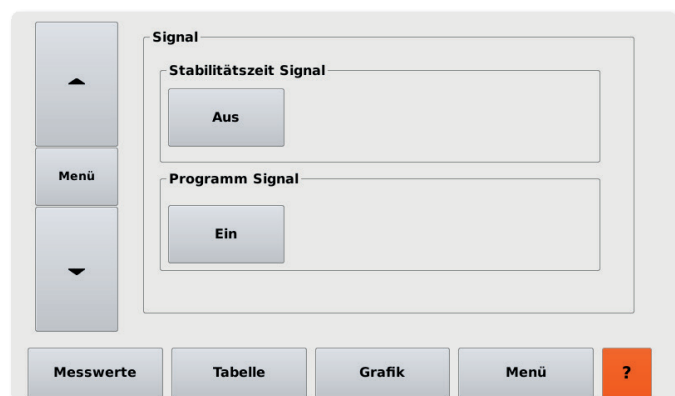 Signal
Stabilitätszeit Signal
Aus
Menü
Programm Signal
Ein
Messwerte Tabelle Grafik Menü ?